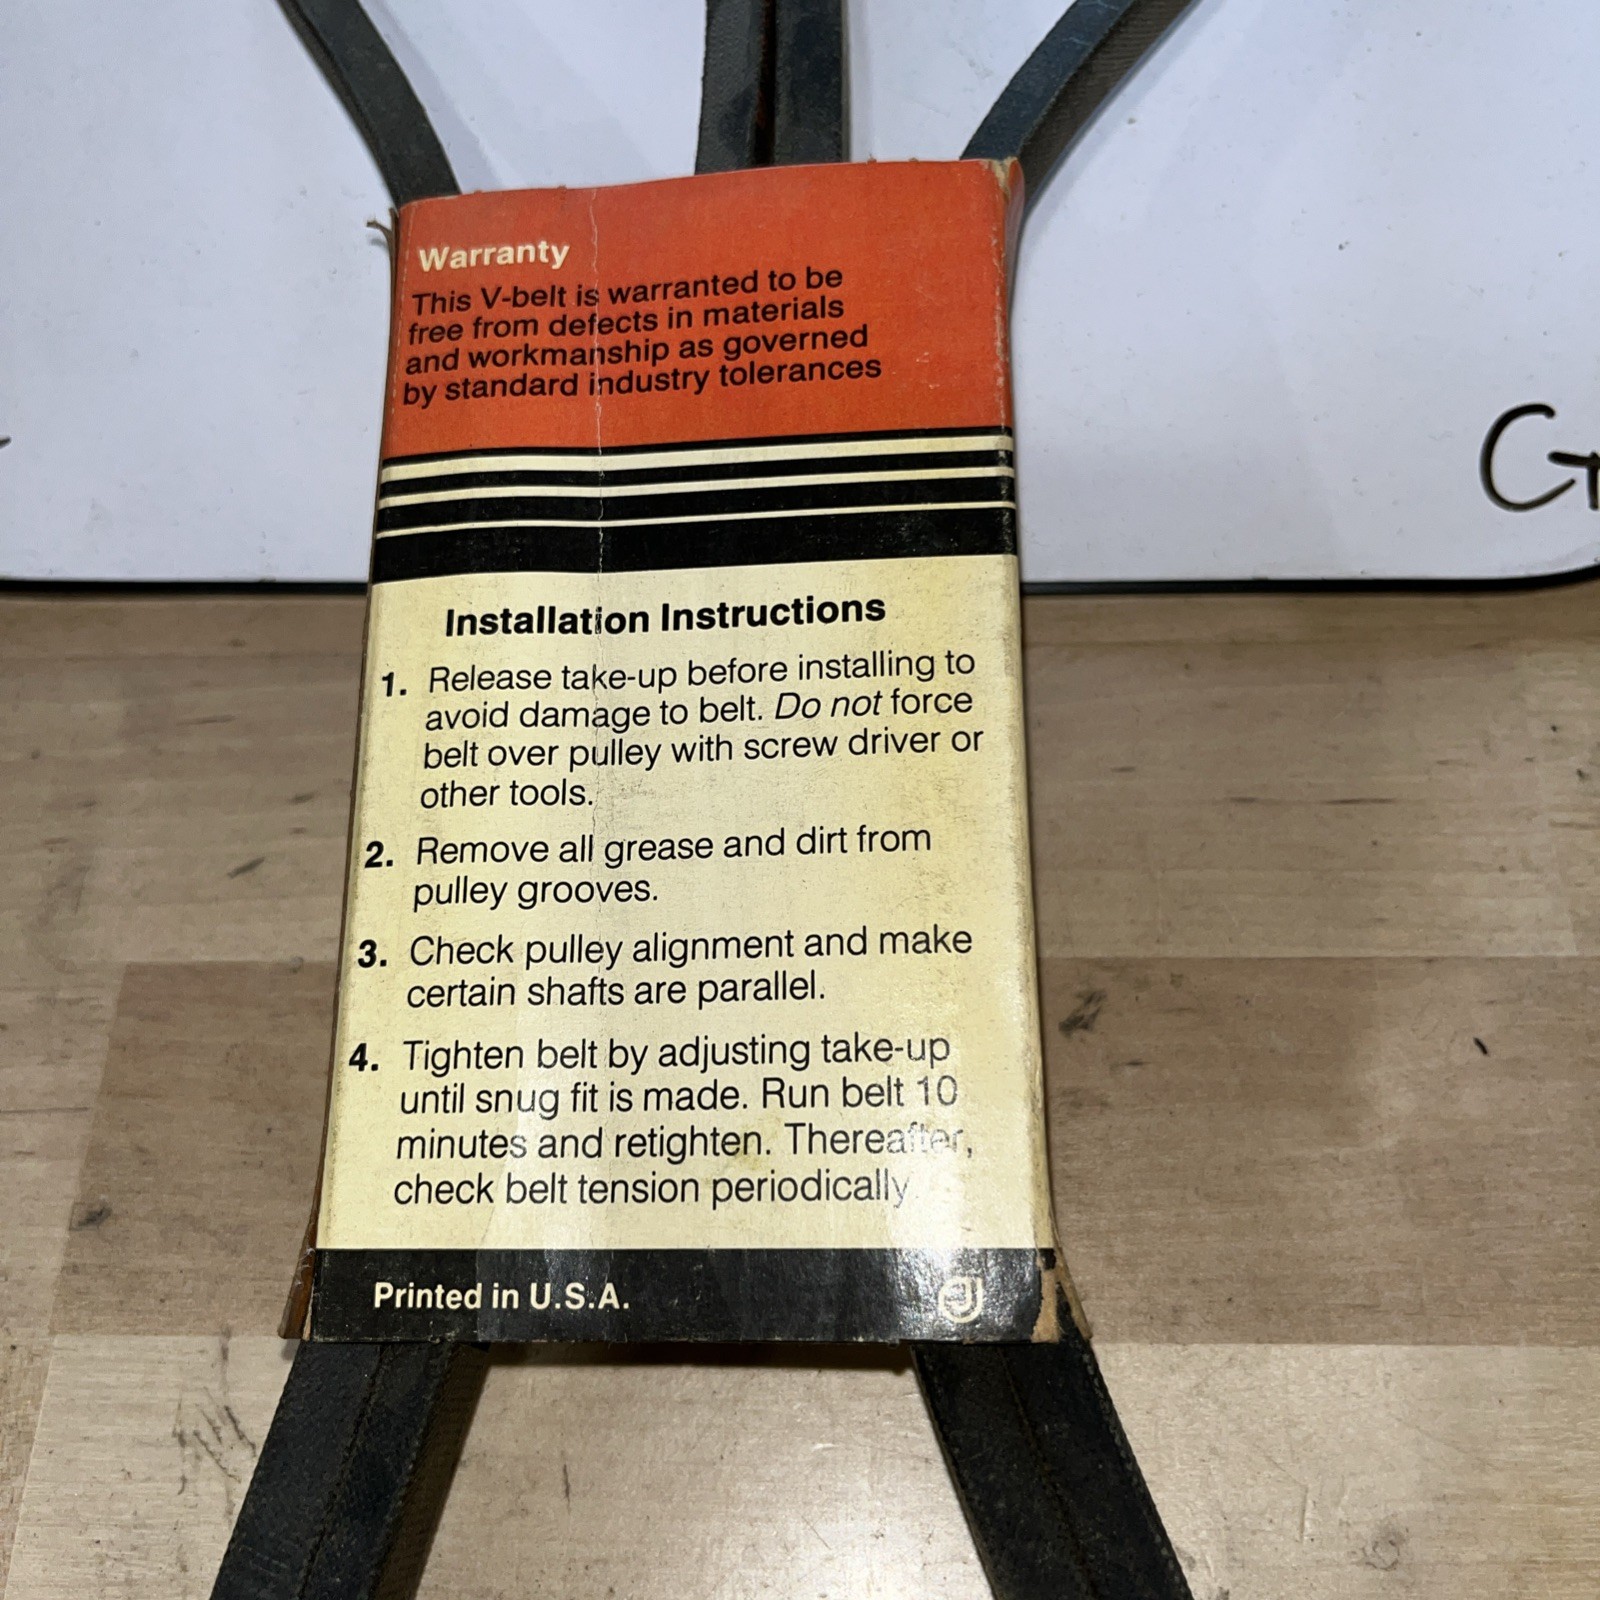 Warranty
This V-belt is warranted to be
free from defects in materials
and workmanship as governed
by standard industry tolerances
Installation Instructions
1. Release take-up before installing to
avoid damage to belt. Do not force
belt over pulley with screw driver or
other tools.
2. Remove all grease and dirt from
pulley grooves.
3. Check pulley alignment and make
certain shafts are parallel.
4. Tighten belt by adjusting take-up
until snug fit is made. Run belt 10
minutes and retighten. Thereafter,
check belt tension periodically.
Printed in U.S.A.